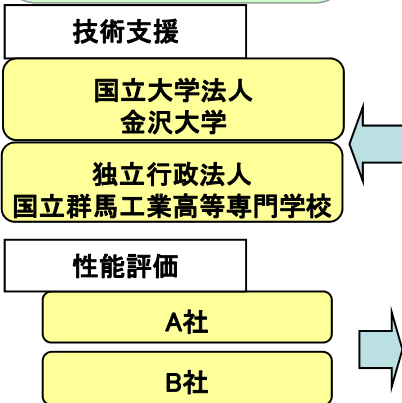 技術支援
国立大学法人
金沢大学
独立行政法人
国立群馬工業高等専門学校
性能評価
A社
B社